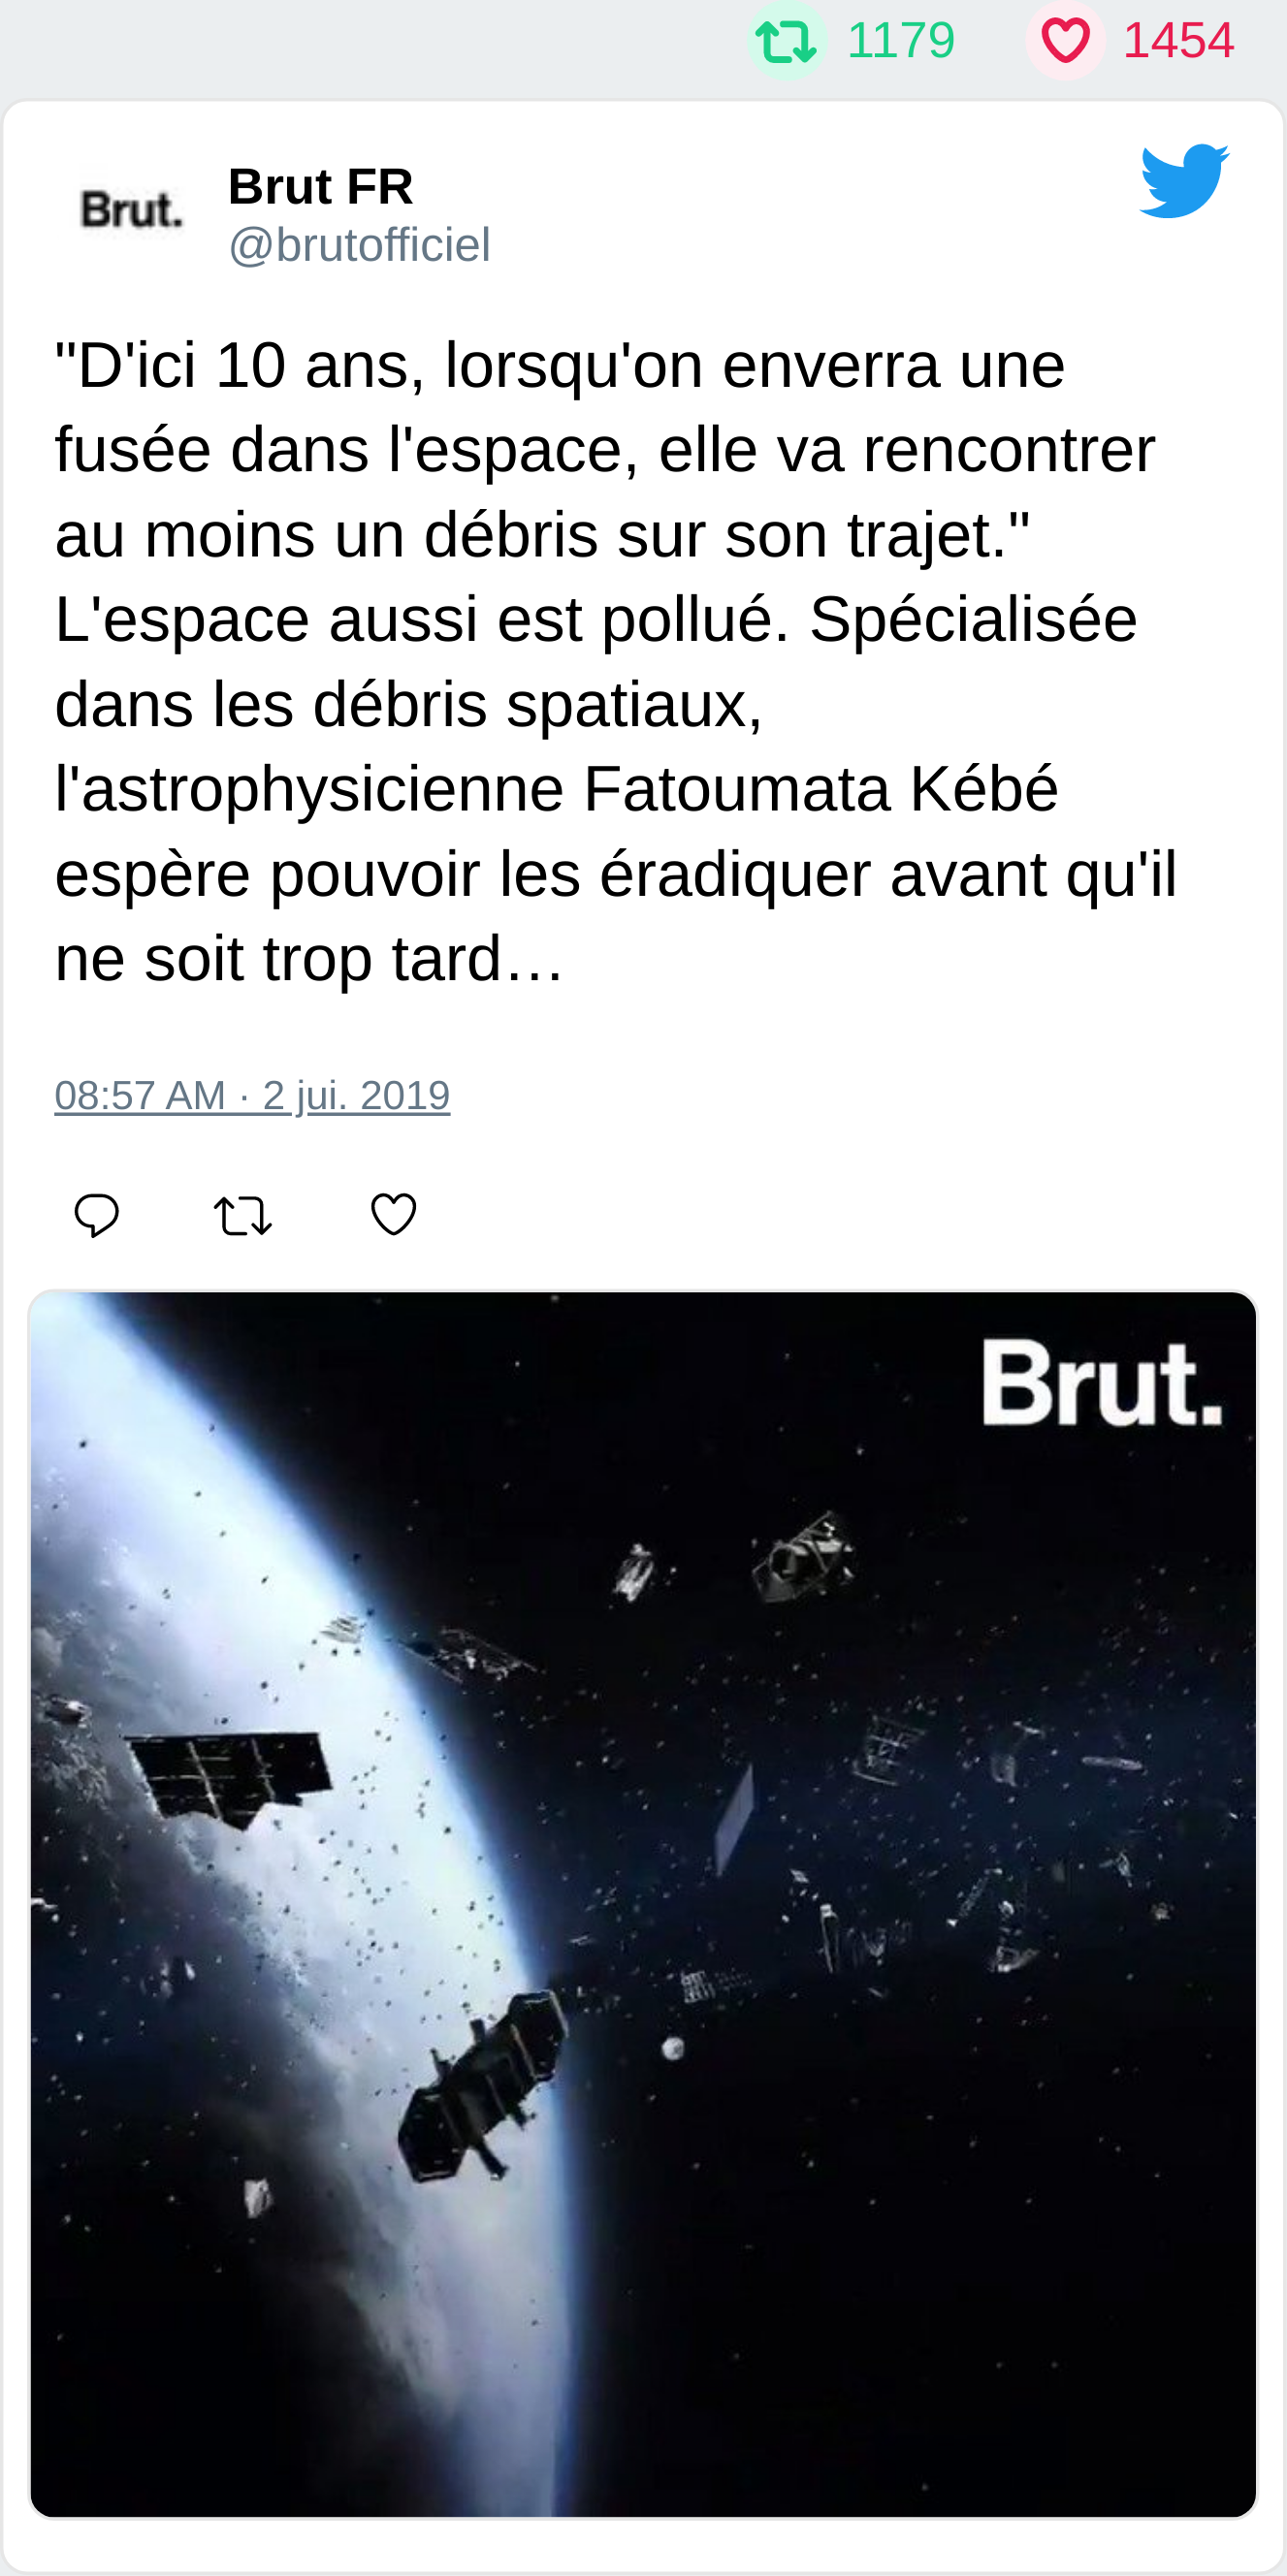 1179 1454
Brut.
Brut FR
@brutofficiel
"D'ici 10 ans, lorsqu'on enverra une
fusée dans l'espace, elle va rencontrer
au moins un débris sur son trajet."
L'espace aussi est pollué. Spécialisée
dans les débris spatiaux,
l'astrophysicienne Fatoumata Kébé
espère pouvoir les éradiquer avant qu'il
ne soit trop tard…
08:57 AM · 2 jui. 2019
Brut.